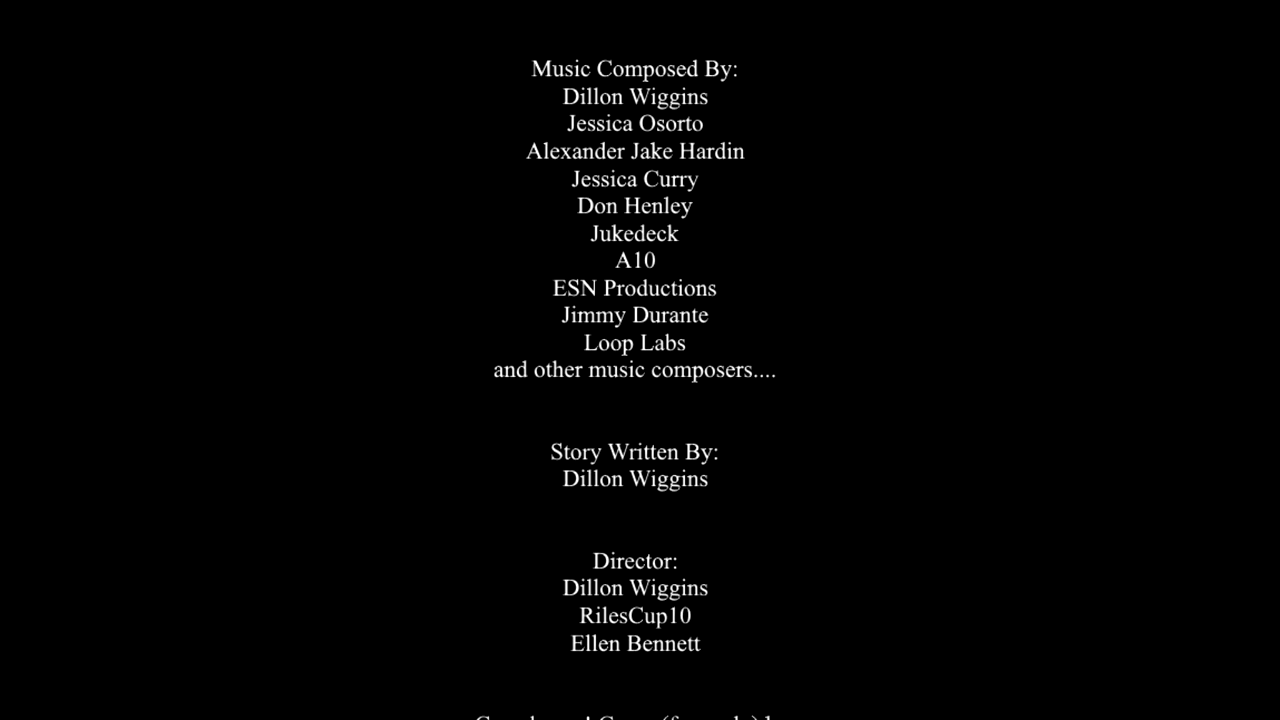 Music Composed By:
Dillon Wiggins
Jessica Osorto
Alexander Jake Hardin
Jessica Curry
Don Henley
Jukedeck
A10
ESN Productions
Jimmy Durante
Loop Labs
and other music composers....
Story Written By:
Dillon Wiggins
Director:
Dillon Wiggins
RilesCup10
Ellen Bennett